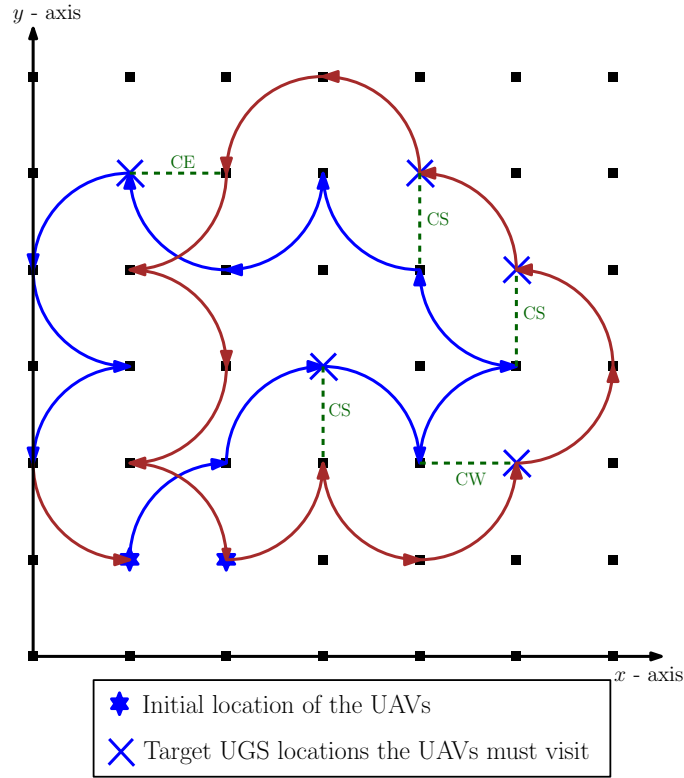 y - axis
CE
CS
CS
CS
CW
x - axis
Initial location of the UAVs
Target UGS locations the UAVs must visit